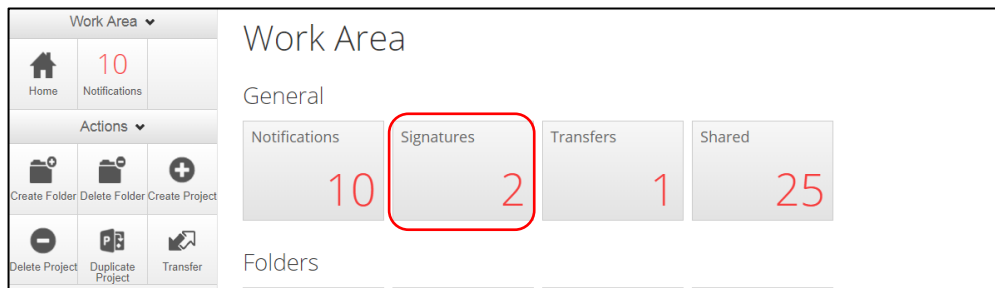 Work Area
10
Home
Notifications
Actions
Create Folder
Delete Folder
Create Project
Delete Project
Duplicate
Project
Transfer
Work Area
General
Notifications
10
Signatures
2
Transfers
1
Shared
25
Folders